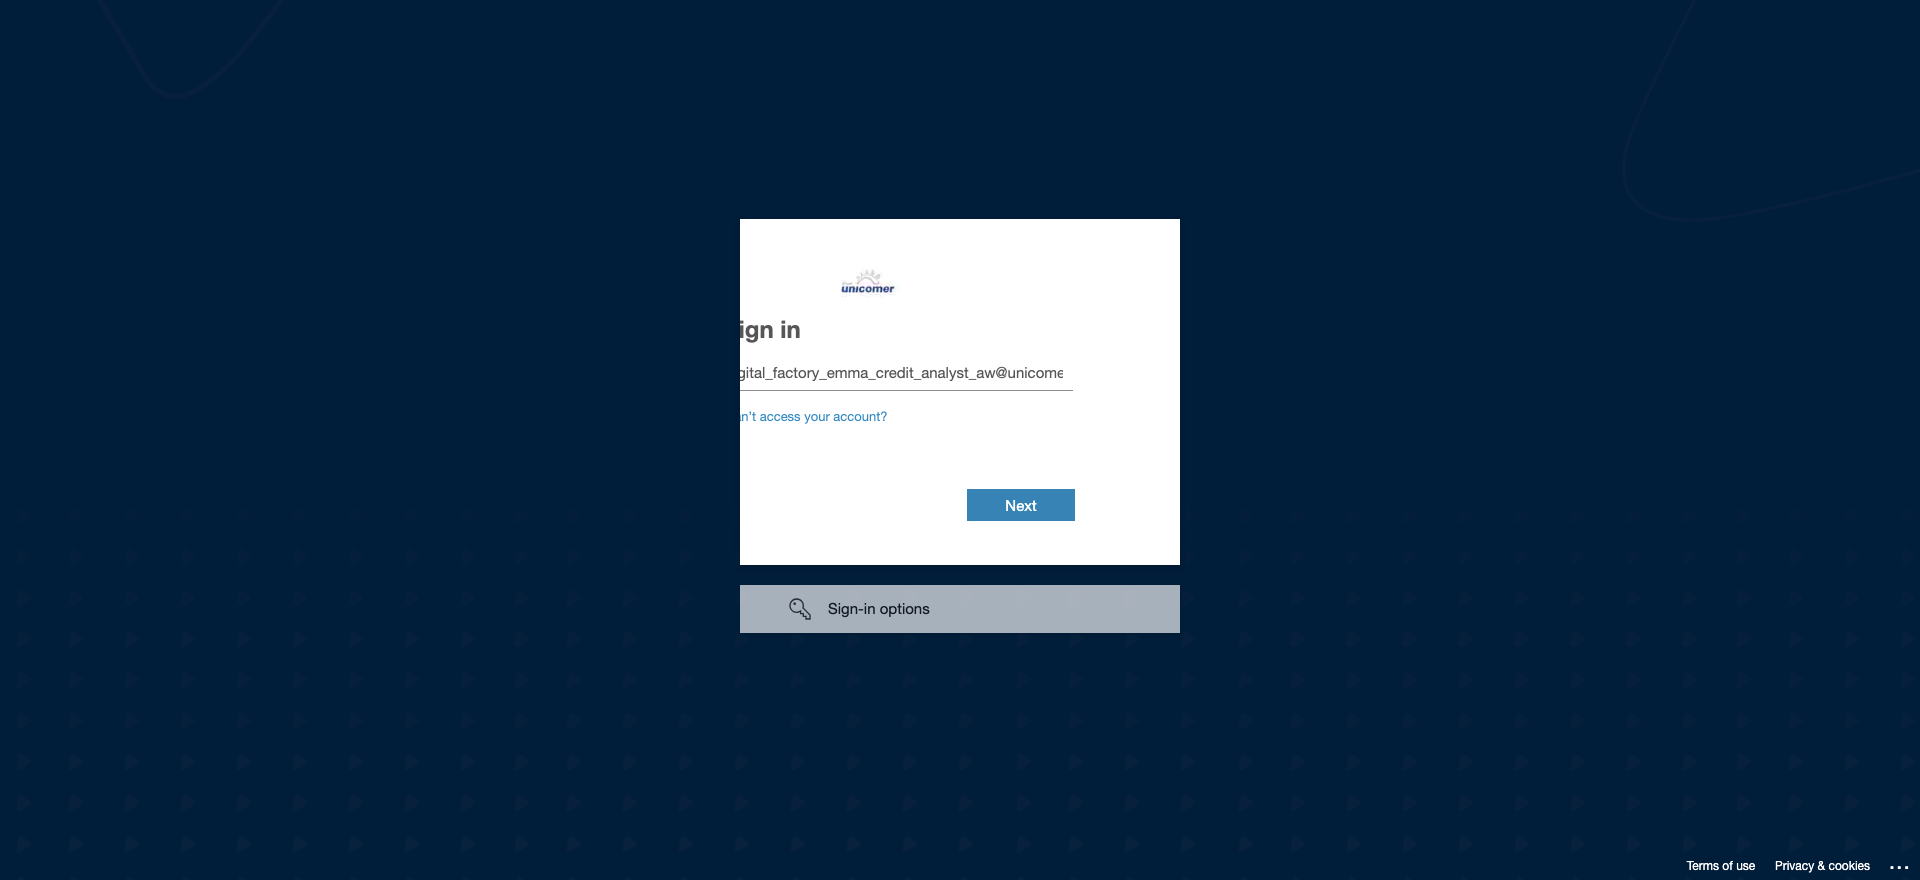 unicomer
ign in
gital_factory_emma_credit_analyst_aw@unicome
n't access your account?
Next
Sign-in options
Terms of use Privacy & cookies ...